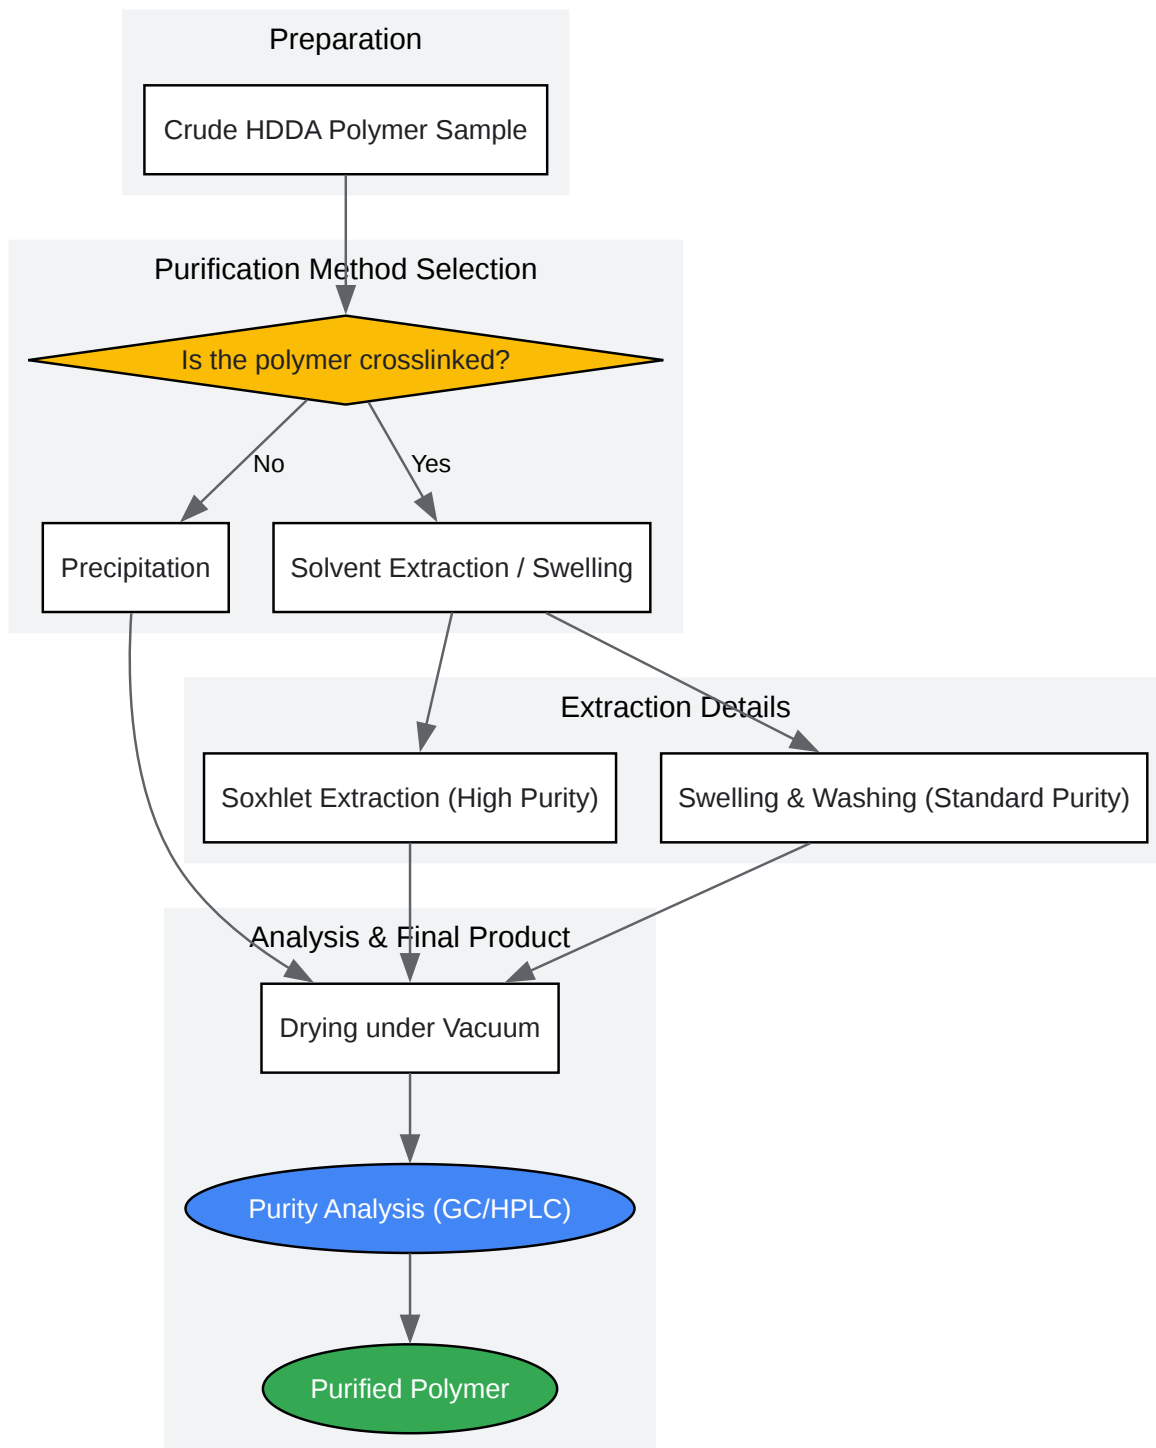 Preparation
Crude HDDA Polymer Sample
Purification Method Selection
Is the polymer crosslinked?
No
Yes
Precipitation
Solvent Extraction / Swelling
Extraction Details
Soxhlet Extraction (High Purity)
Swelling & Washing (Standard Purity)
Analysis & Final Product
Drying under Vacuum
Purity Analysis (GC/HPLC)
Purified Polymer